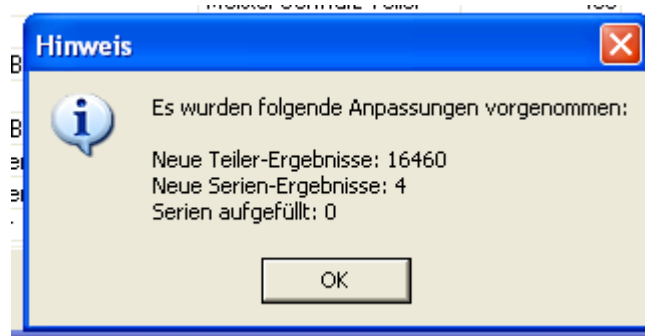 Hinweis
Es wurden folgende Anpassungen vorgenommen:
Neue Teiler-Ergebnisse: 16460
Neue Serien-Ergebnisse: 4
Serien aufgefüllt: 0
OK